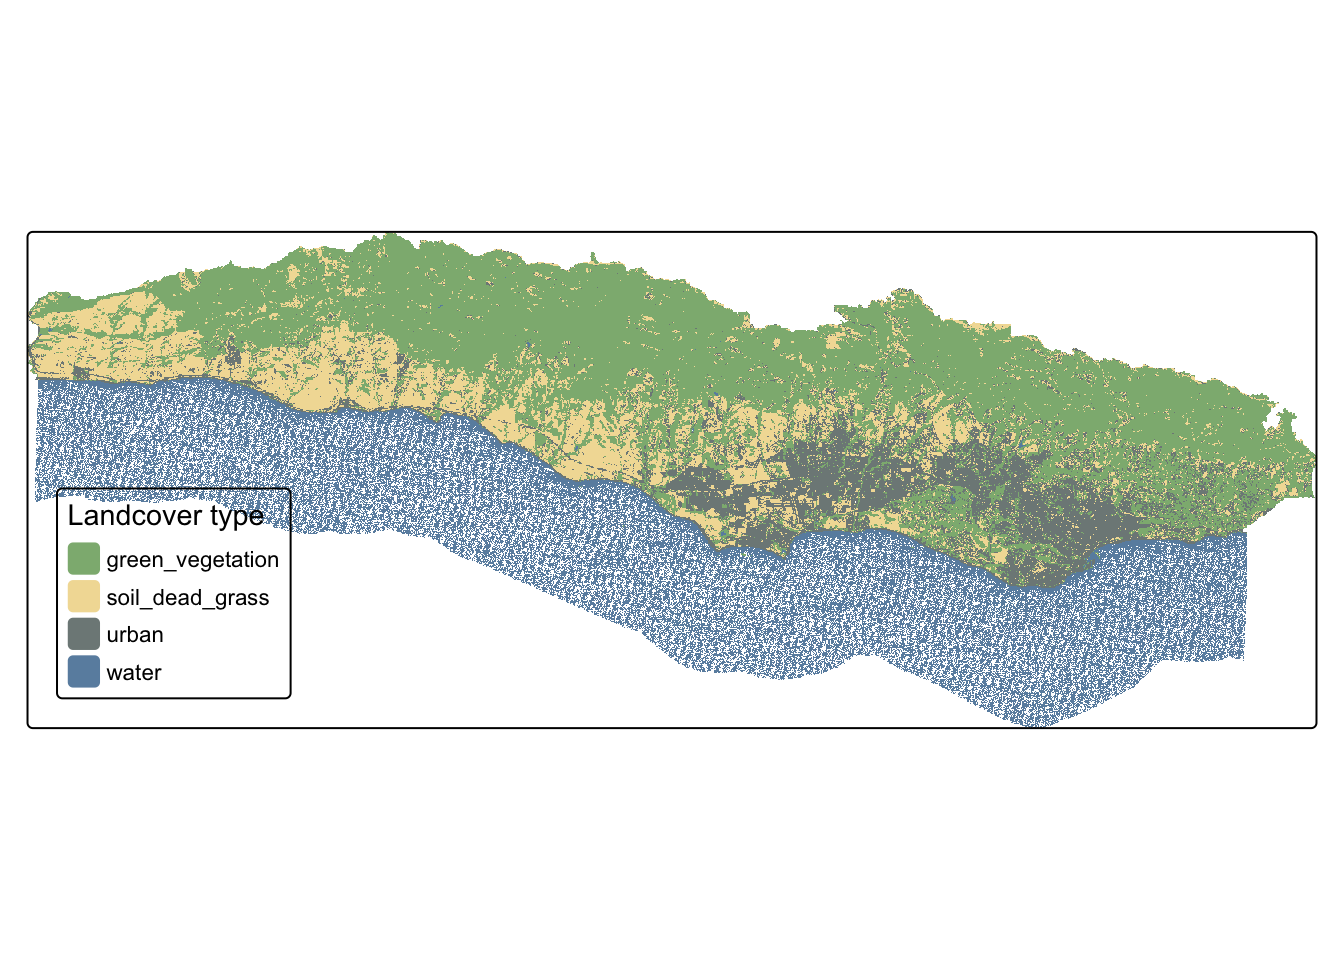 Landcover type
green_vegetation
soil_dead_grass
urban
water